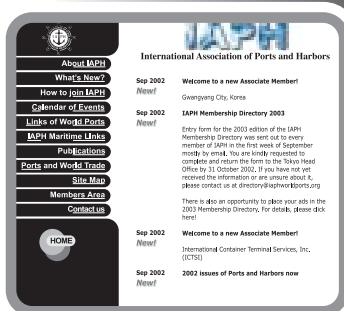 IAPH
International Association of Ports and Harbors
About IAPH
What's New?
How to join IAPH
Calendar of Events
Links of World Ports
IAPH Maritime LInks
Publications
Ports and World Trade
Site Map
Members Area
Contact us
HOME
Sep 2002 Welcome to a new Associate Member!
New!
Gwangyang City, Korea
Sep 2002 IAPH Membership Directory 2003
New!
Entry form for the 2003 edition of the IAPH
Membership Directory was sent out to every
member of IAPH in the first week of September
mostly by email. You are kindly requested to
complete and return the form to the Tokyo Head
Office by 31 October 2002. If you have not yet
received the information or are unsure about it,
please contact us at directory@iaphworldports.org
There is also an opportunity to place your ads in the
2003 Membership Directory. For details, please click
here!
Sep 2002 Welcome to a new Associate Member!
New!
International Container Terminal Services, Inc.
(ICTSI)
Sep 2002 2002 issues of Ports and Harbors now
New!